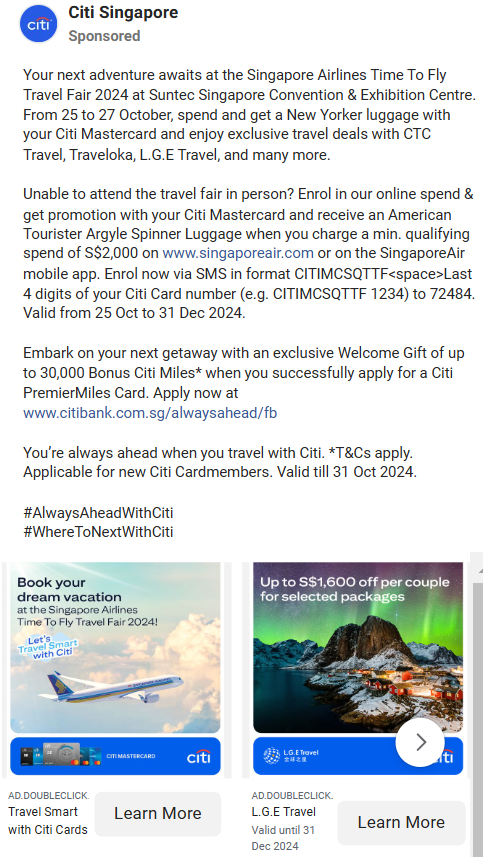 Citi Singapore
Sponsored
Your next adventure awaits at the Singapore Airlines Time To Fly
Travel Fair 2024 at Suntec Singapore Convention & Exhibition Centre.
From 25 to 27 October, spend and get a New Yorker luggage with
your Citi Mastercard and enjoy exclusive travel deals with CTC
Travel, Traveloka, L.G.E Travel, and many more.
Unable to attend the travel fair in person? Enrol in our online spend &
get promotion with your Citi Mastercard and receive an American
Tourister Argyle Spinner Luggage when you charge a min. qualifying
spend of S$2,000 on www.singaporeair.com or on the SingaporeAir
mobile app. Enrol now via SMS in format CITIMCSQTTF<space>Last
4 digits of your Citi Card number (e.g. CITIMCSQTTF 1234) to 72484.
Valid from 25 Oct to 31 Dec 2024.
Embark on your next getaway with an exclusive Welcome Gift of up
to 30,000 Bonus Citi Miles* when you successfully apply for a Citi
PremierMiles Card. Apply now at
www.citibank.com.sg/alwaysahead/fb
You're always ahead when you travel with Citi. *T&Cs apply.
Applicable for new Citi Cardmembers. Valid till 31 Oct 2024.
#AlwaysAheadWithCiti
#WhereToNextWithCiti
Book your
dream vacation
at the Singapore Airlines
Time To Fly Travel Fair 2024!
Let's
Travel Smart
with Citi
CITI MASTERCARD
citi
AD.DOUBLECLICK.
Travel Smart
with Citi Cards
Learn More
Up to S$1,600 off per couple
for selected packages
L.G.E Travel
AD.DOUBLECLICK.
L.G.E Travel
Valid until 31
Dec 2024
Learn More